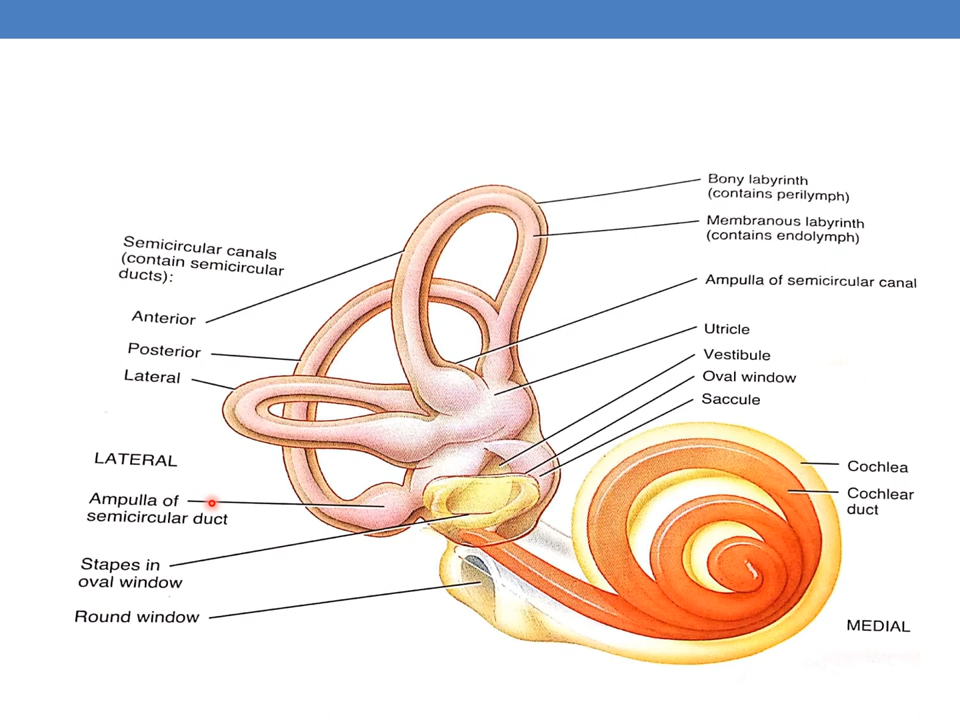 Bony labyrinth
(contains perilymph)
Membranous labyrinth
(contains endolymph)
Semicircular canals
(contain semicircular
ducts):
Ampulla of semicircular canal
Anterior
Utricle
Posterior
Vestibule
Lateral
Oval window
Saccule
LATERAL
Cochlea
Ampulla of
semicircular duct
Cochlear
duct
Stapes in
oval window
Round window
MEDIAL